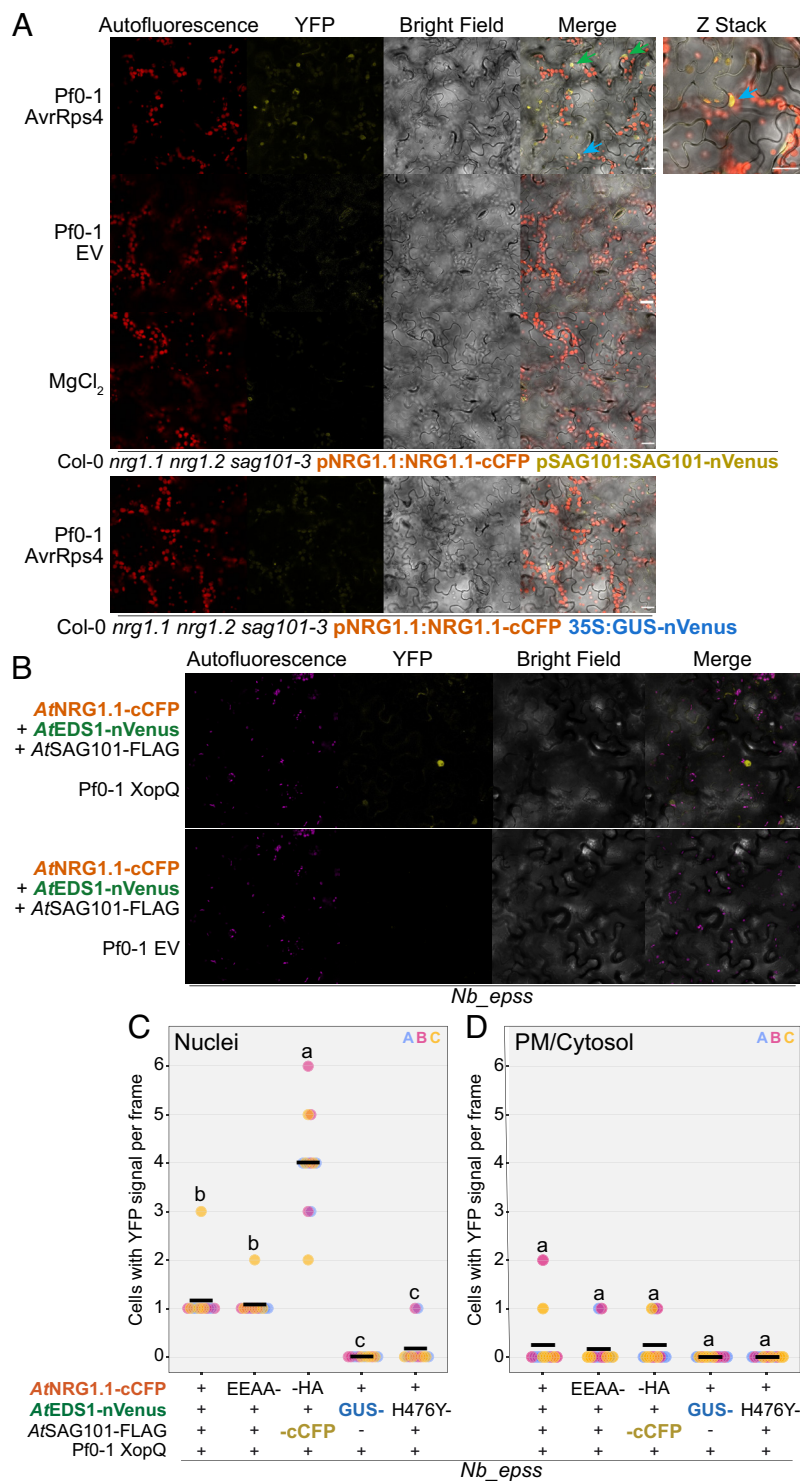 A
Autofluorescence YFP Bright Field Merge Z Stack
Pf0-1
AvrRps4
Pf0-1
EV
MgCl2
Col-0 nrg1.1 nrg1.2 sag101-3 pNRG1.1:NRG1.1-cCFP pSAG101:SAG101-nVenus
Pf0-1
AvrRps4
Col-0 nrg1.1 nrg1.2 sag101-3 pNRG1.1:NRG1.1-cCFP 35S:GUS-nVenus
B
Autofluorescence YFP Bright Field Merge
AtNRG1.1-cCFP
+ AtEDS1-nVenus
+ AtSAG101-FLAG
Pf0-1 XopQ
AtNRG1.1-cCFP
+ AtEDS1-nVenus
+ AtSAG101-FLAG
Pf0-1 EV
Nb_epss
C
Nuclei
A B C
Cells with YFP signal per frame
6
5
4
3
2
1
0
b b a c c
D
PM/Cytosol
A B C
Cells with YFP signal per frame
6
5
4
3
2
1
0
a a a a a
AtNRG1.1-cCFP + EEAA- -HA + + + EEAA- -HA + +
AtEDS1-nVenus + + + GUS- H476Y- + + + GUS- H476Y-
AtSAG101-FLAG + + -cCFP - + + + -cCFP - +
Pf0-1 XopQ + + + + + + + + + +
Nb_epss